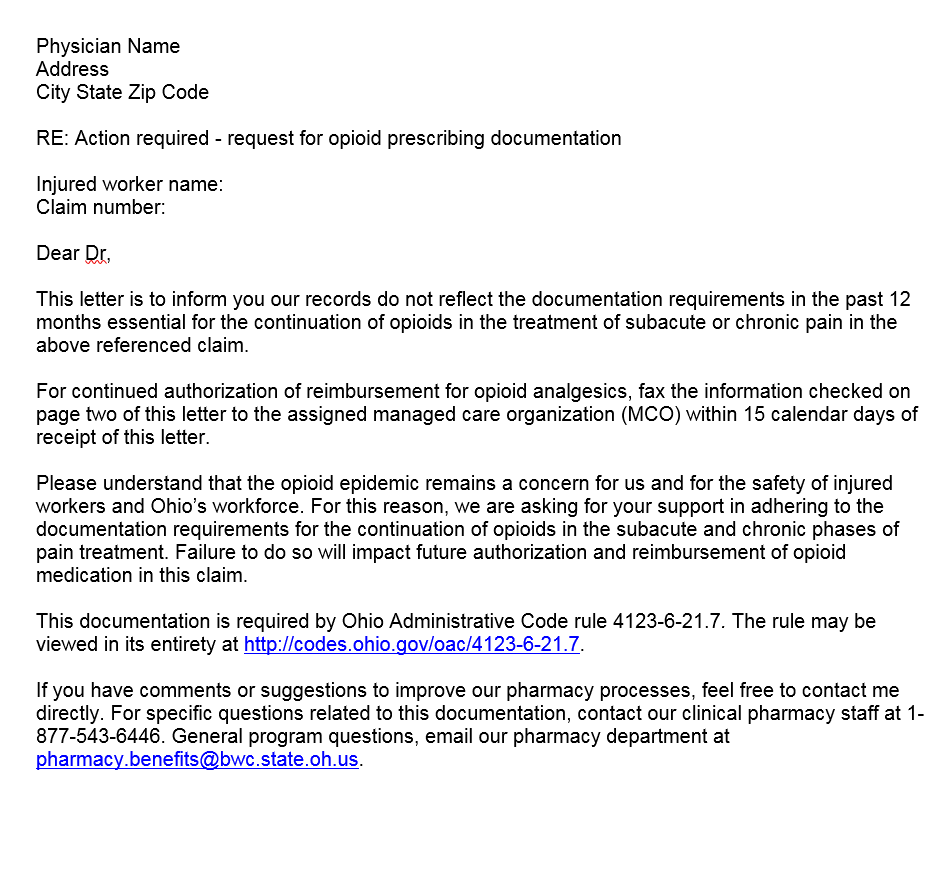 Physician Name
Address
City State Zip Code
RE: Action required - request for opioid prescribing documentation
Injured worker name:
Claim number:
Dear Dr,
This letter is to inform you our records do not reflect the documentation requirements in the past 12
months essential for the continuation of opioids in the treatment of subacute or chronic pain in the
above referenced claim.
For continued authorization of reimbursement for opioid analgesics, fax the information checked on
page two of this letter to the assigned managed care organization (MCO) within 15 calendar days of
receipt of this letter.
Please understand that the opioid epidemic remains a concern for us and for the safety of injured
workers and Ohio’s workforce. For this reason, we are asking for your support in adhering to the
documentation requirements for the continuation of opioids in the subacute and chronic phases of
pain treatment. Failure to do so will impact future authorization and reimbursement of opioid
medication in this claim.
This documentation is required by Ohio Administrative Code rule 4123-6-21.7. The rule may be
viewed in its entirety at http://codes.ohio.gov/oac/4123-6-21.7.
If you have comments or suggestions to improve our pharmacy processes, feel free to contact me
directly. For specific questions related to this documentation, contact our clinical pharmacy staff at 1-
877-543-6446. General program questions, email our pharmacy department at
pharmacy.benefits@bwc.state.oh.us.